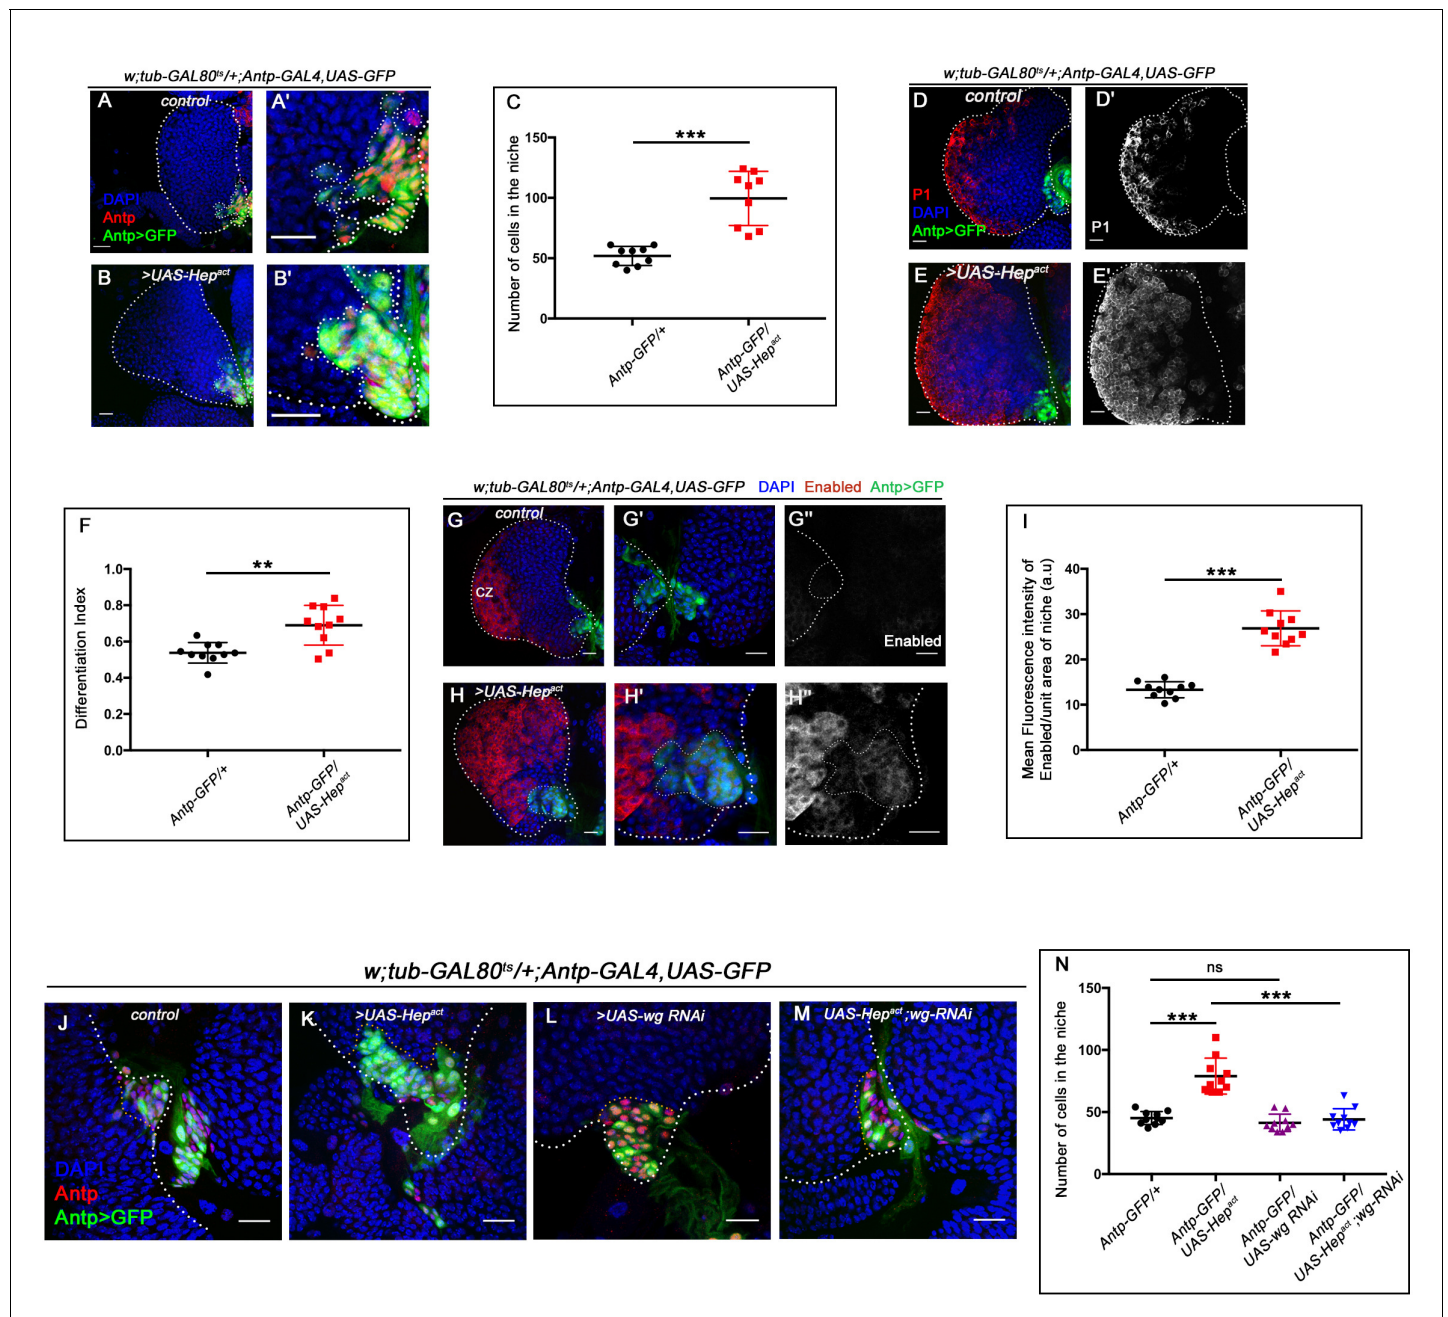 w;tub-GAL80ts/+;Antp-GAL4,UAS-GFP
A
control
A'
DAPI
Antp
Antp>GFP
B
>UAS-Hepact
B'
C
Number of cells in the niche
150
100
50
0
***
Antp-GFP/+
Antp-GFP/
UAS-Hepact
w;tub-GAL80ts/+;Antp-GAL4,UAS-GFP
D
control
D'
P1
DAPI
Antp>GFP
P1
E
>UAS-Hepact
E'
F
Differentiation Index
1.0
0.8
0.6
0.4
0.2
0.0
**
Antp-GFP/+
Antp-GFP/
UAS-Hepact
w;tub-GAL80ts/+;Antp-GAL4,UAS-GFP DAPI Enabled Antp>GFP
G
control
CZ
G'
G"
Enabled
H
>UAS-Hepact
H'
H"
I
Mean Fluorescence intensity of
Enabled/unit area of niche (a.u)
40
30
20
10
0
***
Antp-GFP/+
Antp-GFP/
UAS-Hepact
w;tub-GAL80ts/+;Antp-GAL4,UAS-GFP
J
control
DAPI
Antp
Antp>GFP
K
>UAS-Hepact
L
>UAS-wg RNAi
M
UAS-Hepact;wg-RNAi
N
Number of cells in the niche
150
100
50
0
ns
***
***
Antp-GFP/+
Antp-GFP/
UAS-Hepact
Antp-GFP/
UAS-wg RNAi
Antp-GFP/
UAS-Hepact;wg-RNAi